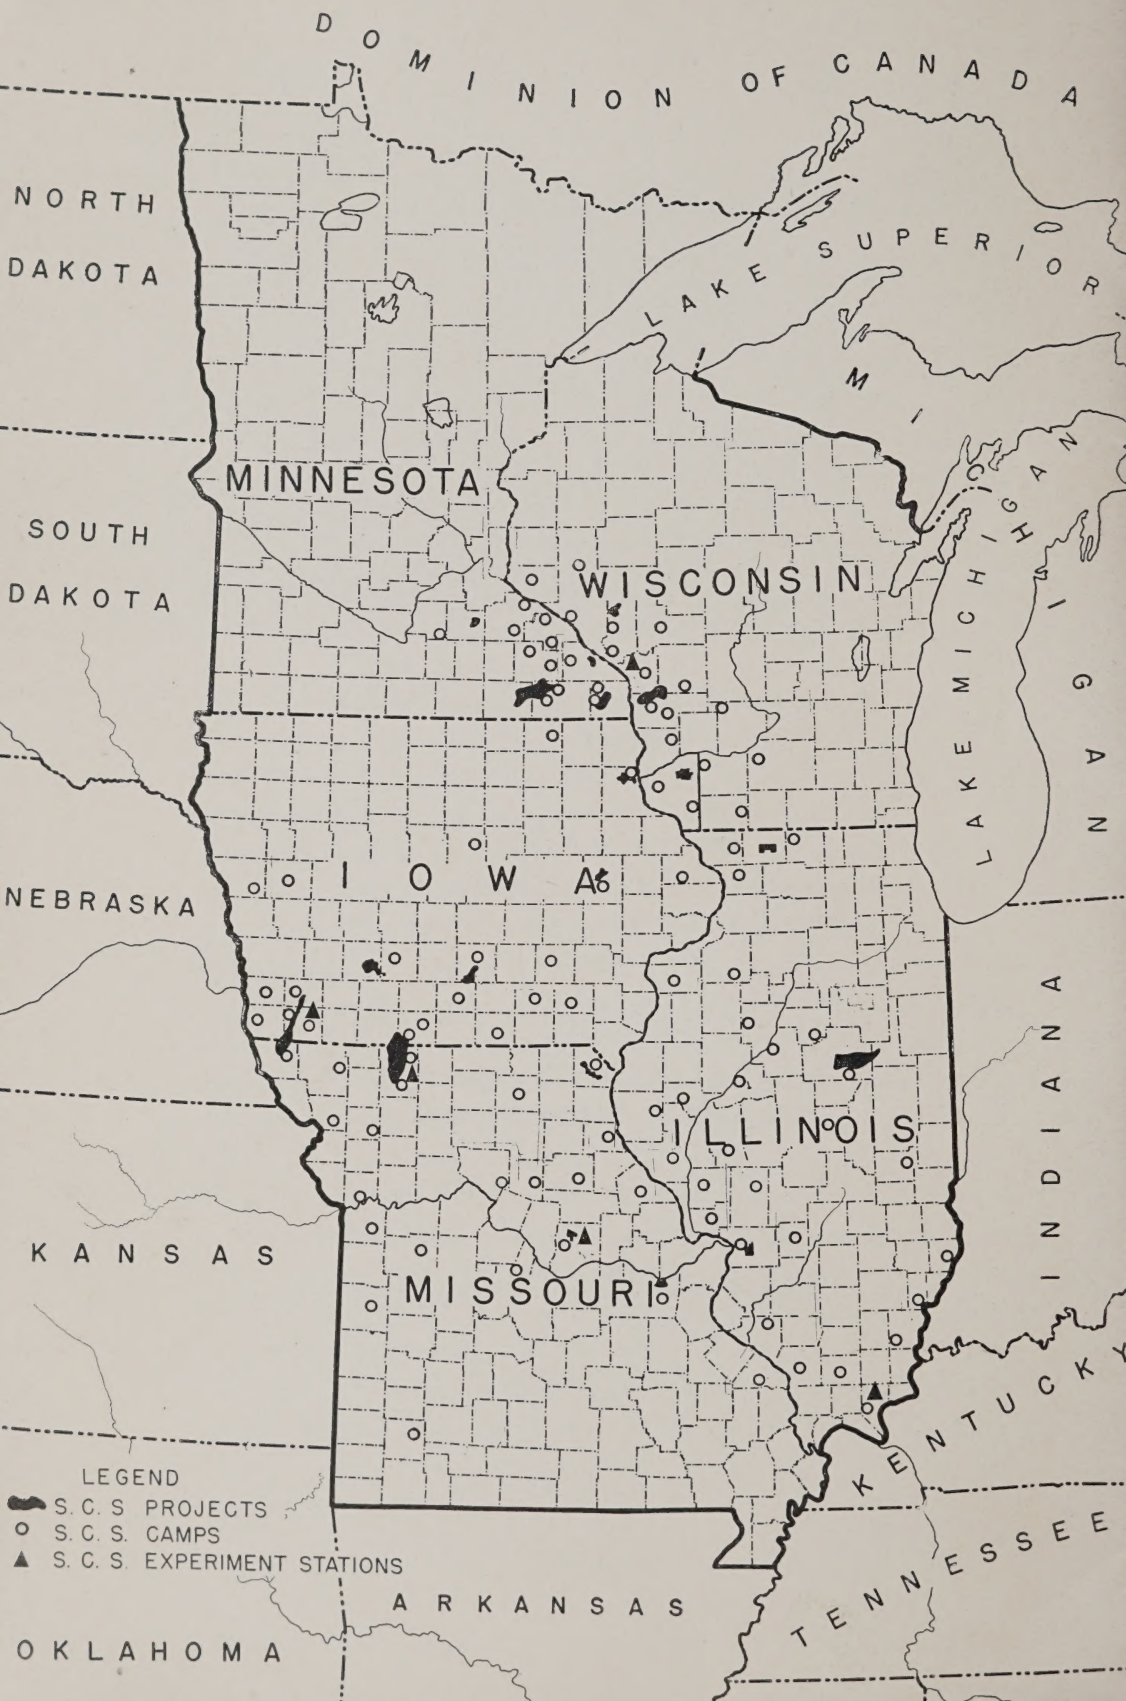 DOMINION OF CANADA
NORTH
DAKOTA
LAKE SUPERIOR
MICHIGAN
MINNESOTA
SOUTH
DAKOTA
WISCONSIN
LAKE MICHIGAN
IOWA
NEBRASKA
INDIANA
ILLINOIS
KANSAS
MISSOURI
KENTUCKY
LEGEND
S.C.S PROJECTS
S.C.S. CAMPS
S.C.S. EXPERIMENT STATIONS
ARKANSAS
TENNESSEE
OKLAHOMA